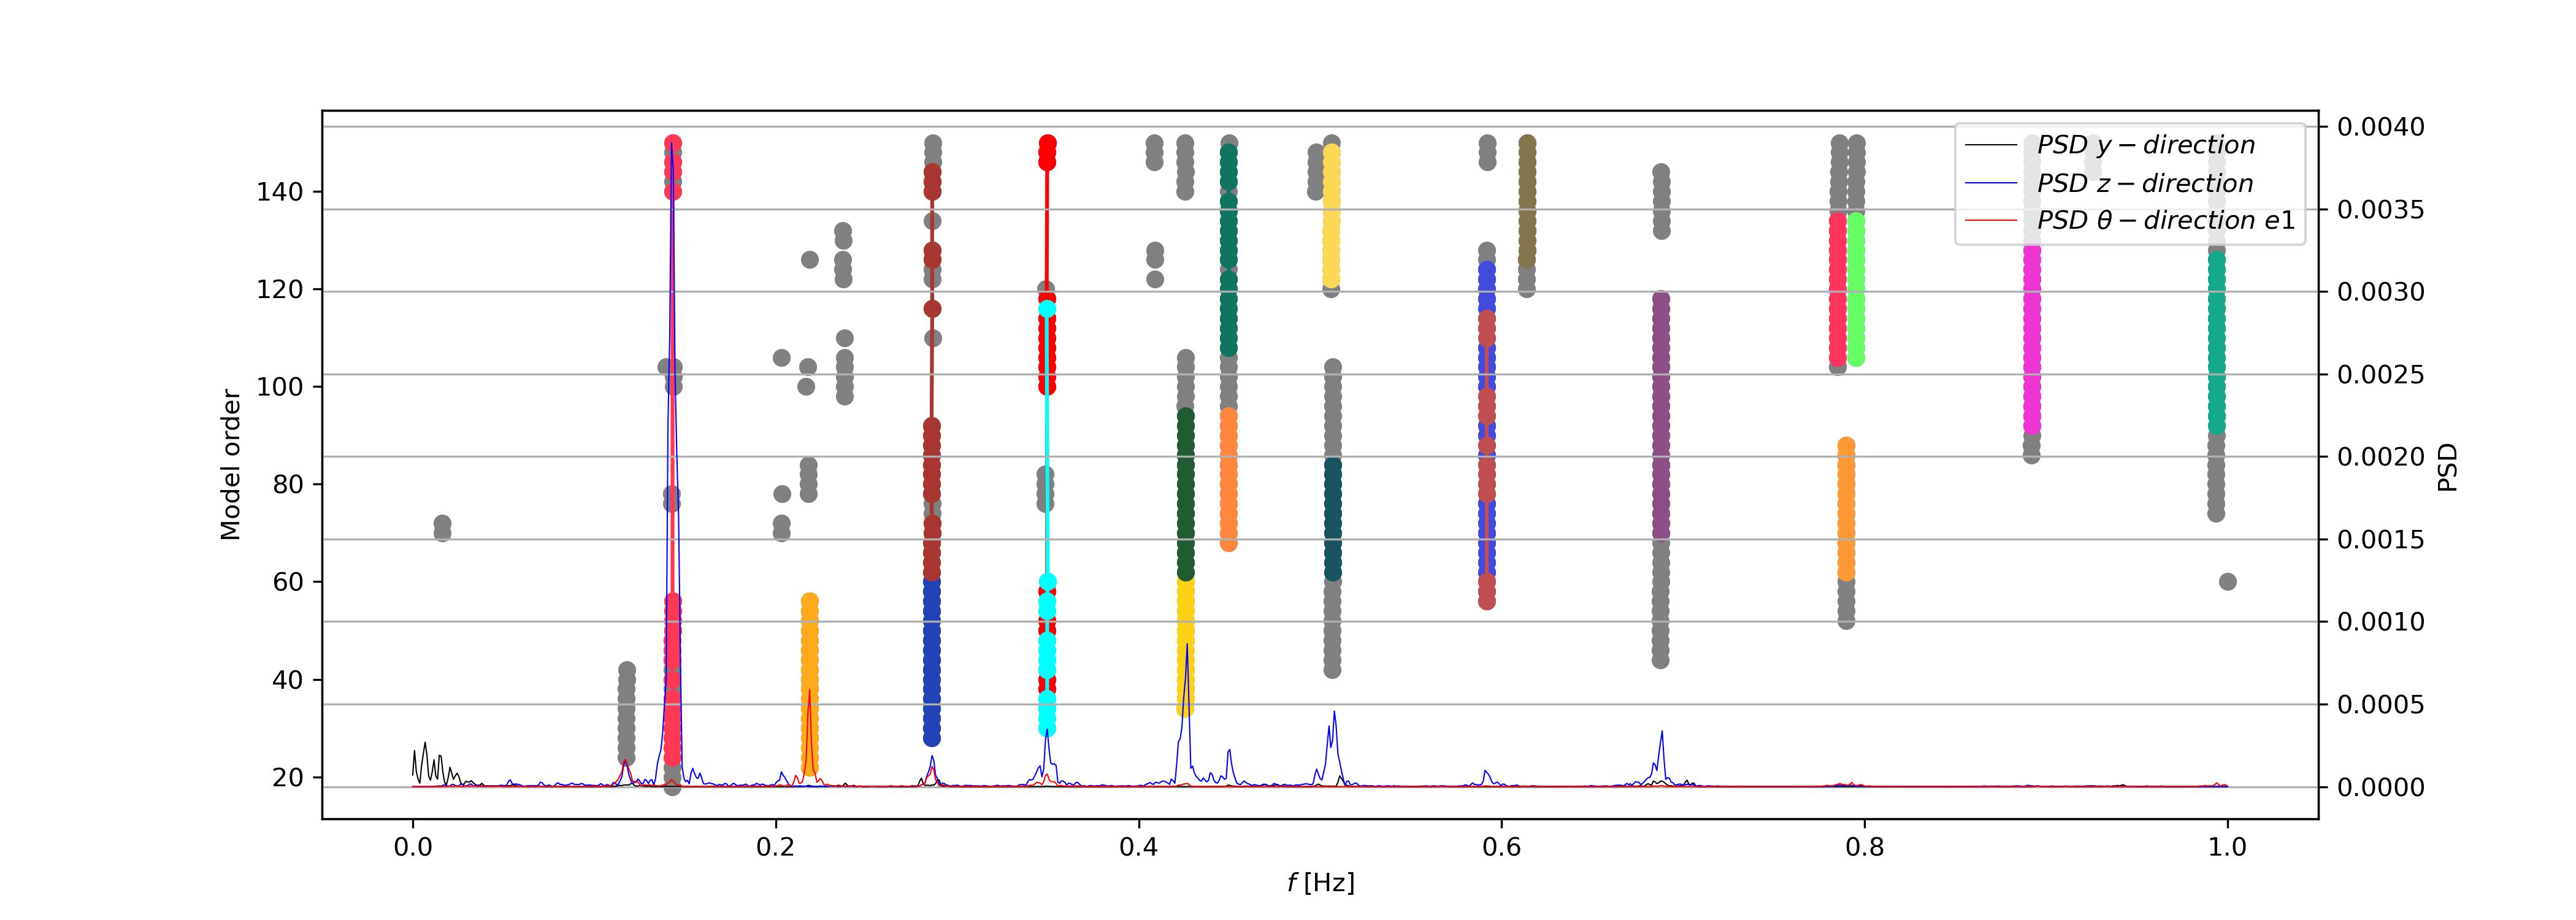 PSD y − direction
PSD z − direction
PSD θ − direction e1
Model order
140
120
100
80
60
40
20
0.0040
0.0035
0.0030
0.0025
0.0020
0.0015
0.0010
0.0005
0.0000
PSD
0.0 0.2 0.4 0.6 0.8 1.0
f [Hz]